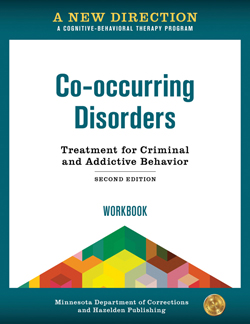 A NEW DIRECTION
A COGNITIVE-BEHAVIORAL THERAPY PROGRAM
Co-occurring
Disorders
Treatment for Criminal
and Addictive Behavior
SECOND EDITION
WORKBOOK
Minnesota Department of Corrections
and Hazelden Publishing